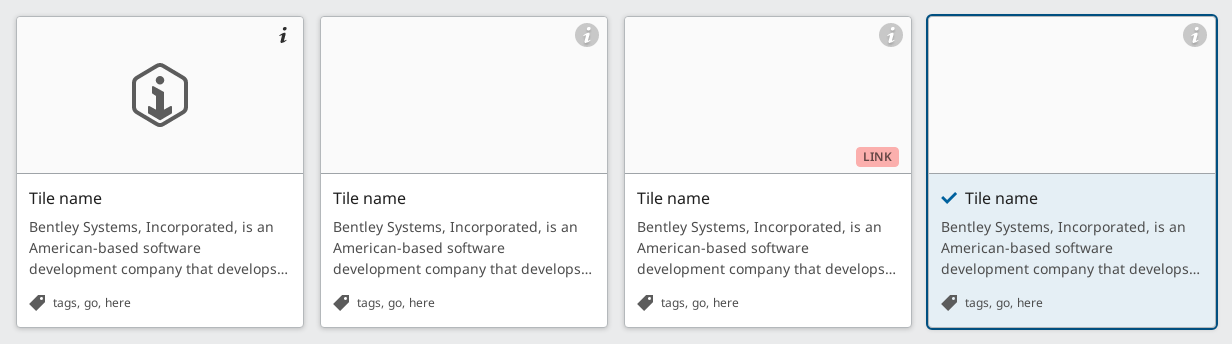 Tile name
Bentley Systems, Incorporated, is an
American-based software
development company that develops...
tags, go, here
Tile name
Bentley Systems, Incorporated, is an
American-based software
development company that develops...
tags, go, here
LINK
Tile name
Bentley Systems, Incorporated, is an
American-based software
development company that develops...
tags, go, here
Tile name
Bentley Systems, Incorporated, is an
American-based software
development company that develops...
tags, go, here